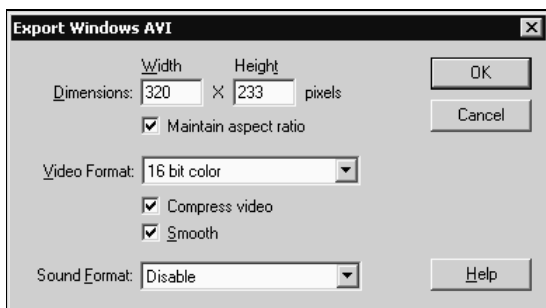 Export Windows AVI
Width Height OK
Dimensions: 320 X 233 pixels
Cancel
Maintain aspect ratio
Video Format: 16 bit color
Compress video
Smooth
Sound Format: Disable Help